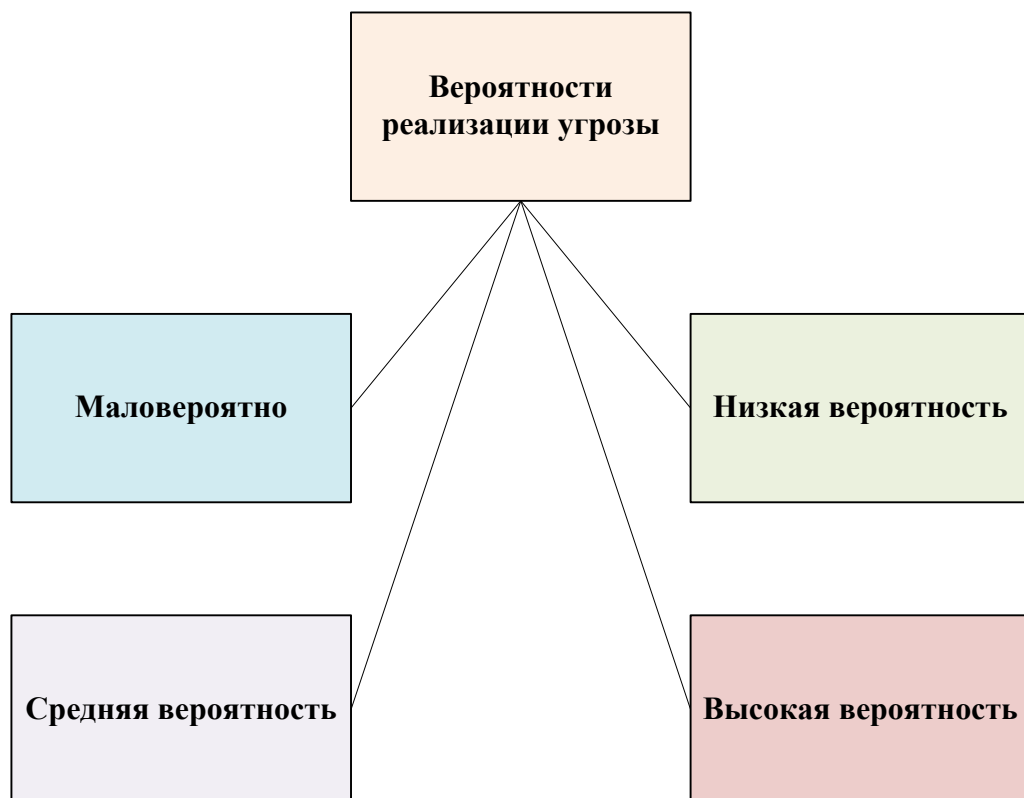 Вероятности
реализации угрозы
Маловероятно
Низкая вероятность
Средняя вероятность
Высокая вероятность